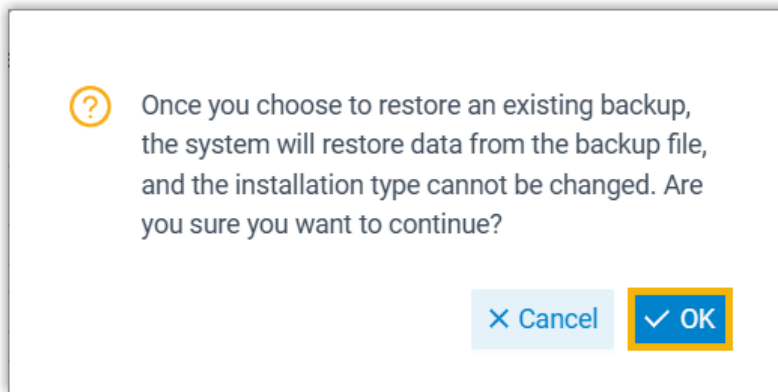 Once you choose to restore an existing backup,
the system will restore data from the backup file,
and the installation type cannot be changed. Are
you sure you want to continue?
Cancel OK